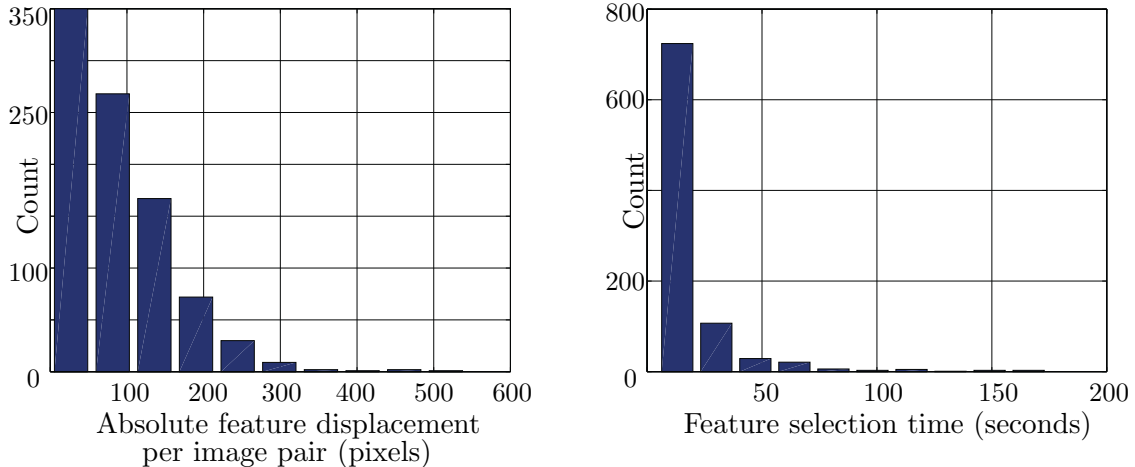 350
250
100
0
Count
100 200 300 400 500 600
Absolute feature displacement
per image pair (pixels)
800
600
200
0
Count
50 100 150 200
Feature selection time (seconds)